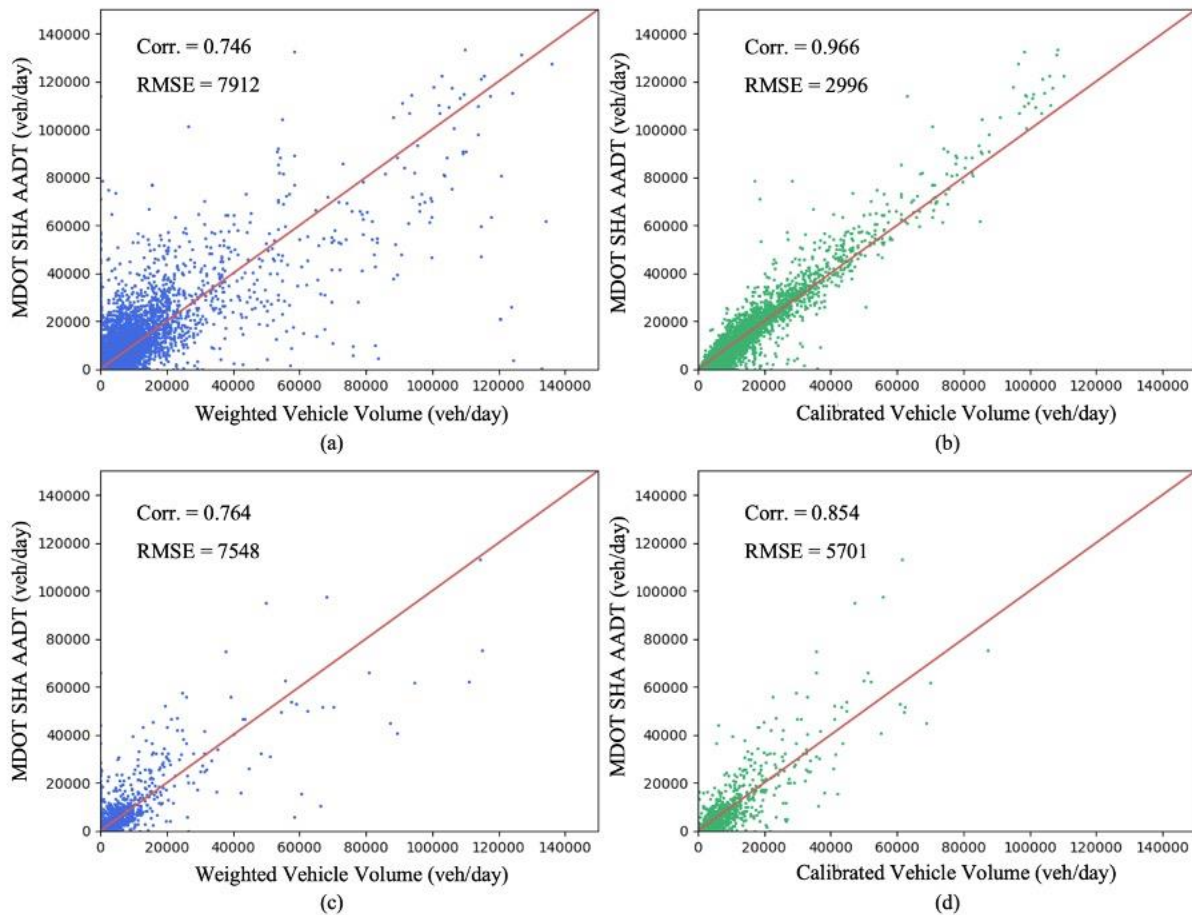 140000
120000
100000
80000
60000
40000
20000
0
MDOT SHA AADT (veh/day)
Corr. = 0.746
RMSE = 7912
0 20000 40000 60000 80000 100000 120000 140000
Weighted Vehicle Volume (veh/day)
(a)
140000
120000
100000
80000
60000
40000
20000
0
MDOT SHA AADT (veh/day)
Corr. = 0.966
RMSE = 2996
0 20000 40000 60000 80000 100000 120000 140000
Calibrated Vehicle Volume (veh/day)
(b)
140000
120000
100000
80000
60000
40000
20000
0
MDOT SHA AADT (veh/day)
Corr. = 0.764
RMSE = 7548
0 20000 40000 60000 80000 100000 120000 140000
Weighted Vehicle Volume (veh/day)
(c)
140000
120000
100000
80000
60000
40000
20000
0
MDOT SHA AADT (veh/day)
Corr. = 0.854
RMSE = 5701
0 20000 40000 60000 80000 100000 120000 140000
Calibrated Vehicle Volume (veh/day)
(d)